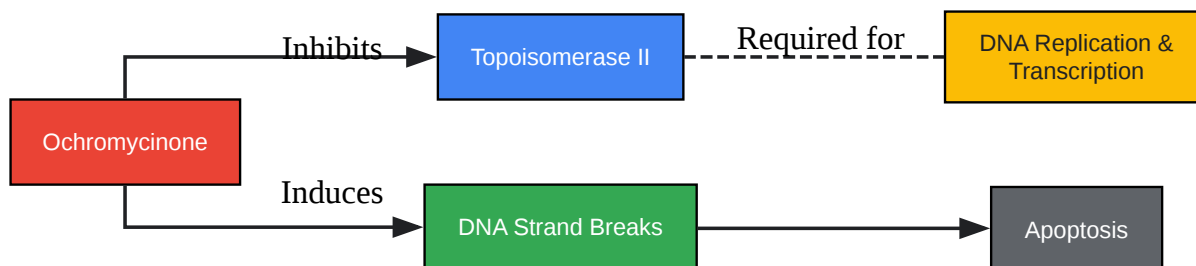 Inhibits
Topoisomerase II
Required for
DNA Replication &
Transcription
Ochromycinone
Induces
DNA Strand Breaks
Apoptosis